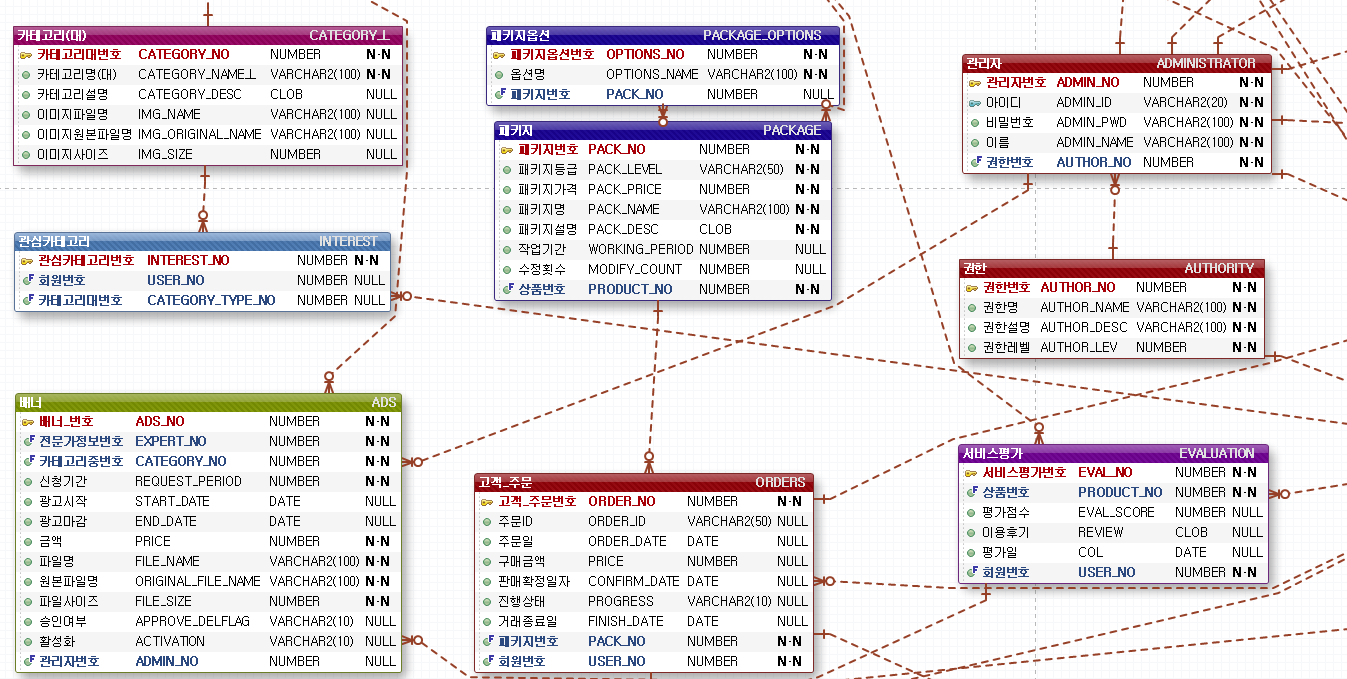 카테고리(대) CATEGORY_L
카테고리대번호 CATEGORY_NO NUMBER N-N
카테고리명(대) CATEGORY_NAME_L VARCHAR2(100) N-N
카테고리설명 CATEGORY_DESC CLOB NULL
이미지파일명 IMG_NAME VARCHAR2(100) NULL
이미지원본파일명 IMG_ORIGINAL_NAME VARCHAR2(100) NULL
이미지사이즈 IMG_SIZE NUMBER NULL
관심카테고리 INTEREST
관심카테고리번호 INTEREST_NO NUMBER N-N
회원번호 USER_NO NUMBER NULL
카테고리대번호 CATEGORY_TYPE_NO NUMBER NULL
배너 ADS
배너_번호 ADS_NO NUMBER N-N
전문가정보번호 EXPERT_NO NUMBER N-N
카테고리중번호 CATEGORY_NO NUMBER N-N
신청기간 REQUEST_PERIOD NUMBER N-N
광고시작 START_DATE DATE NULL
광고마감 END_DATE DATE NULL
금액 PRICE NUMBER N-N
파일명 FILE_NAME VARCHAR2(100) N-N
원본파일명 ORIGINAL_FILE_NAME VARCHAR2(100) N-N
파일사이즈 FILE_SIZE NUMBER N-N
승인여부 APPROVE_DELFLAG VARCHAR2(10) NULL
활성화 ACTIVATION VARCHAR2(10) NULL
관리자번호 ADMIN_NO NUMBER NULL
패키지옵션 PACKAGE_OPTIONS
패키지옵션번호 OPTIONS_NO NUMBER N-N
옵션명 OPTIONS_NAME VARCHAR2(100) N-N
패키지번호 PACK_NO NUMBER NULL
패키지 PACKAGE
패키지번호 PACK_NO NUMBER N-N
패키지등급 PACK_LEVEL VARCHAR2(50) N-N
패키지가격 PACK_PRICE NUMBER N-N
패키지명 PACK_NAME VARCHAR2(100) N-N
패키지설명 PACK_DESC CLOB N-N
작업기간 WORKING_PERIOD NUMBER NULL
수정횟수 MODIFY_COUNT NUMBER NULL
상품번호 PRODUCT_NO NUMBER N-N
고객_주문 ORDERS
고객_주문번호 ORDER_NO NUMBER N-N
주문ID ORDER_ID VARCHAR2(50) NULL
주문일 ORDER_DATE DATE NULL
구매금액 PRICE NUMBER NULL
판매확정일자 CONFIRM_DATE DATE NULL
진행상태 PROGRESS VARCHAR2(10) NULL
거래종료일 FINISH_DATE DATE NULL
패키지번호 PACK_NO NUMBER N-N
회원번호 USER_NO NUMBER N-N
관리자 ADMINISTRATOR
관리자번호 ADMIN_NO NUMBER N-N
아이디 ADMIN_ID VARCHAR2(20) N-N
비밀번호 ADMIN_PWD VARCHAR2(100) N-N
이름 ADMIN_NAME VARCHAR2(100) N-N
권한번호 AUTHOR_NO NUMBER N-N
권한 AUTHORITY
권한번호 AUTHOR_NO NUMBER N-N
권한명 AUTHOR_NAME VARCHAR2(100) N-N
권한설명 AUTHOR_DESC VARCHAR2(100) N-N
권한레벨 AUTHOR_LEV NUMBER N-N
서비스평가 EVALUATION
서비스평가번호 EVAL_NO NUMBER N-N
상품번호 PRODUCT_NO NUMBER N-N
평가점수 EVAL_SCORE NUMBER NULL
이용후기 REVIEW CLOB NULL
평가일 COL DATE NULL
회원번호 USER_NO NUMBER N-N